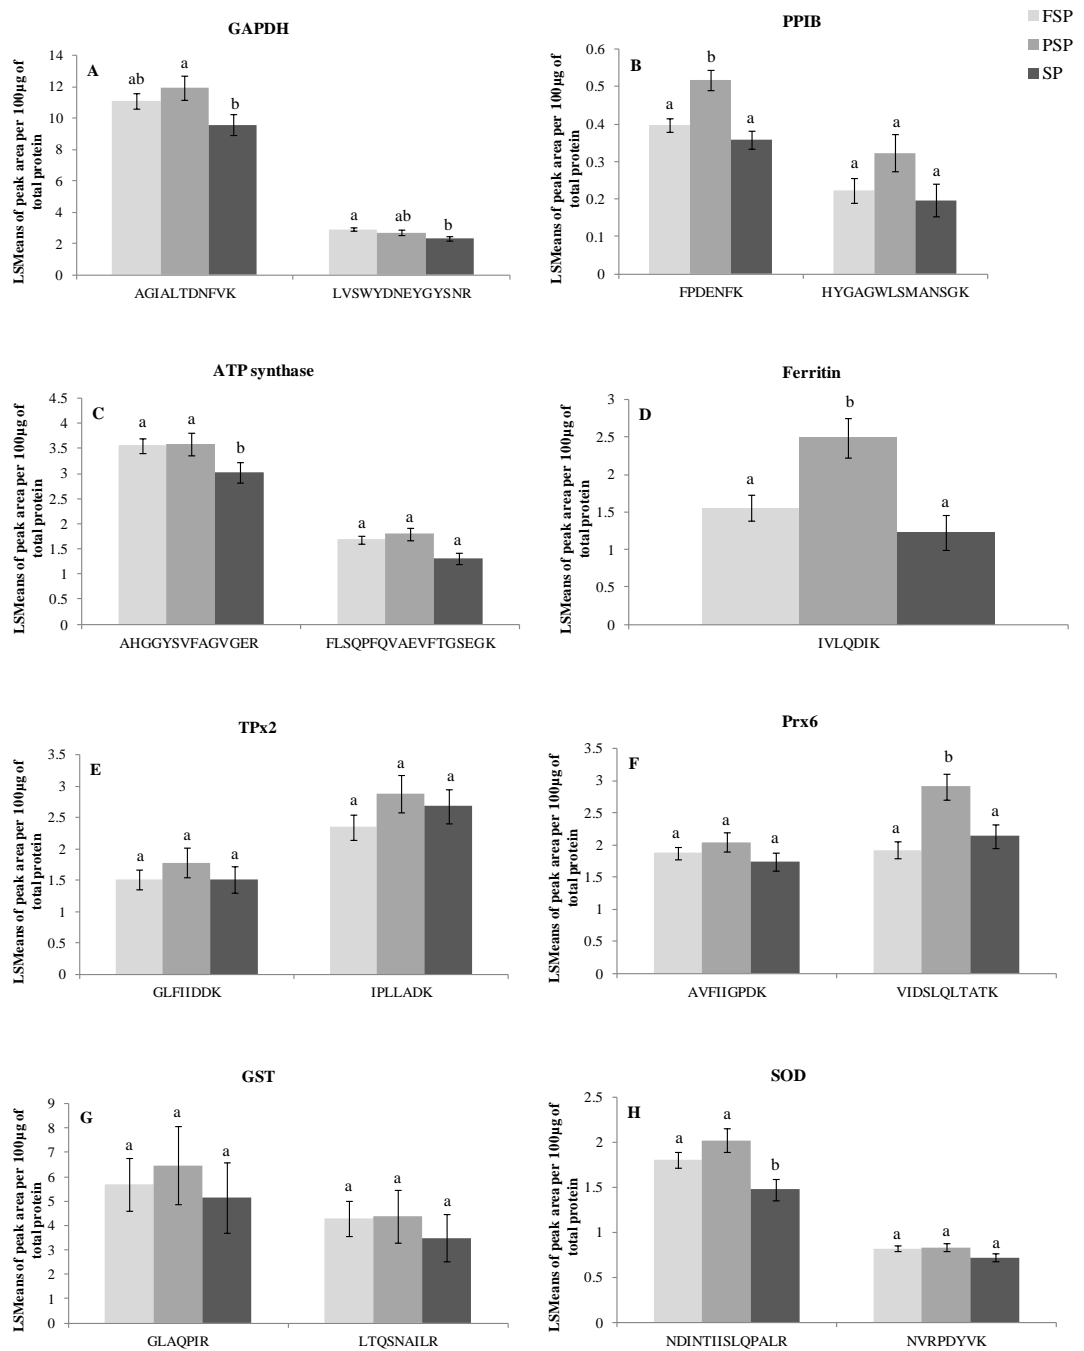 GAPDH
A
LSMeans of peak area per 100µg of
total protein
14
12
10
8
6
4
2
0
ab
a
b
a
ab
b
AGIALTDNFVK
LVSWYDNEYGYSNR
PPIB
B
LSMeans of peak area per 100µg of
total protein
0.6
0.5
0.4
0.3
0.2
0.1
0
a
b
a
a
a
a
FPDENFK
HYGAGWLSMANSGK
FSP
PSP
SP
ATP synthase
C
LSMeans of peak area per 100µg of
total protein
4.5
4
3.5
3
2.5
2
1.5
1
0.5
0
a
a
b
a
a
a
AHGGYSVFAGVGER
FLSQPFQVAEVFTGSEGK
Ferritin
D
LSMeans of peak area per 100µg of
total protein
3
2.5
2
1.5
1
0.5
0
a
b
a
IVLQDIK
TPx2
E
LSMeans of peak area per 100µg of
total protein
3.5
3
2.5
2
1.5
1
0.5
0
a
a
a
a
a
a
GLFIIDDK
IPLLADK
Prx6
F
LSMeans of peak area per 100µg of
total protein
3.5
3
2.5
2
1.5
1
0.5
0
a
a
a
a
b
a
AVFIIGPDK
VIDSLQLTATK
GST
G
LSMeans of peak area per 100µg of
total protein
9
8
7
6
5
4
3
2
1
0
a
a
a
a
a
a
GLAQPIR
LTQSNAILR
SOD
H
LSMeans of peak area per 100µg of
total protein
2.5
2
1.5
1
0.5
0
a
a
b
a
a
a
NDINTIISLQPALR
NVRPDYVK